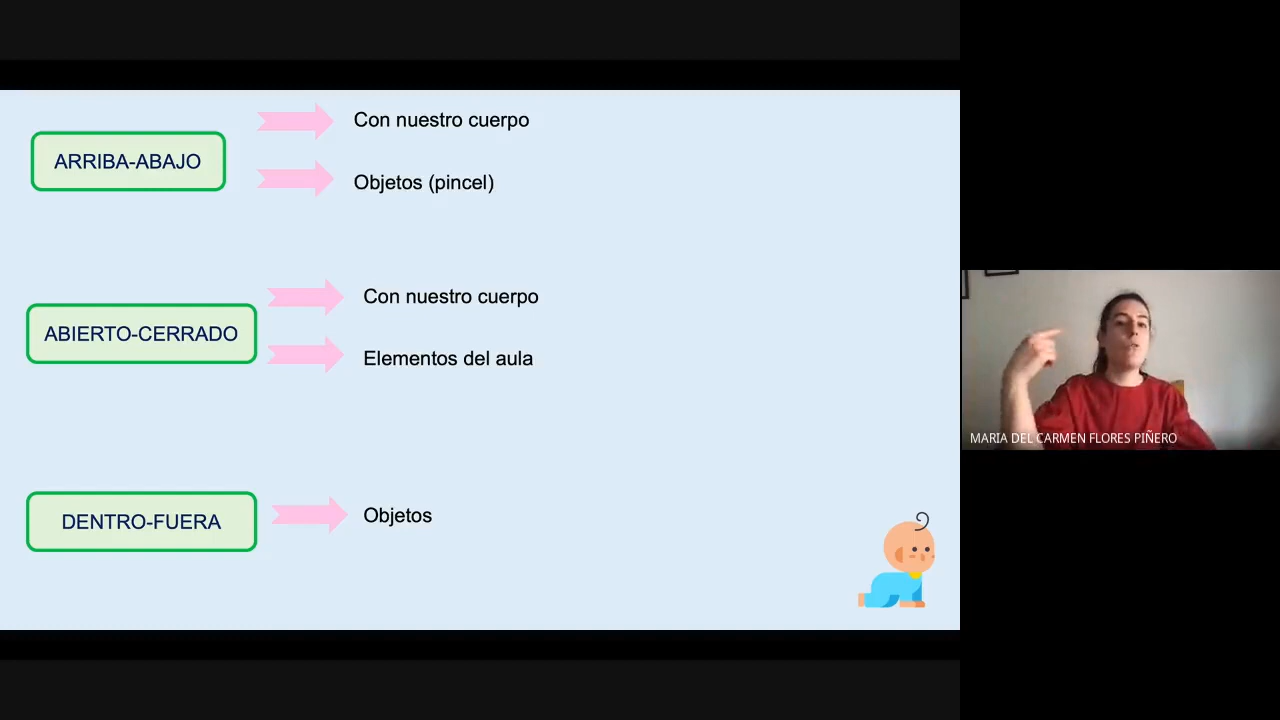 ARRIBA-ABAJO
Con nuestro cuerpo
Objetos (pincel)
ABIERTO-CERRADO
Con nuestro cuerpo
Elementos del aula
DENTRO-FUERA
Objetos
MARIA DEL CARMEN FLORES PIÑERO